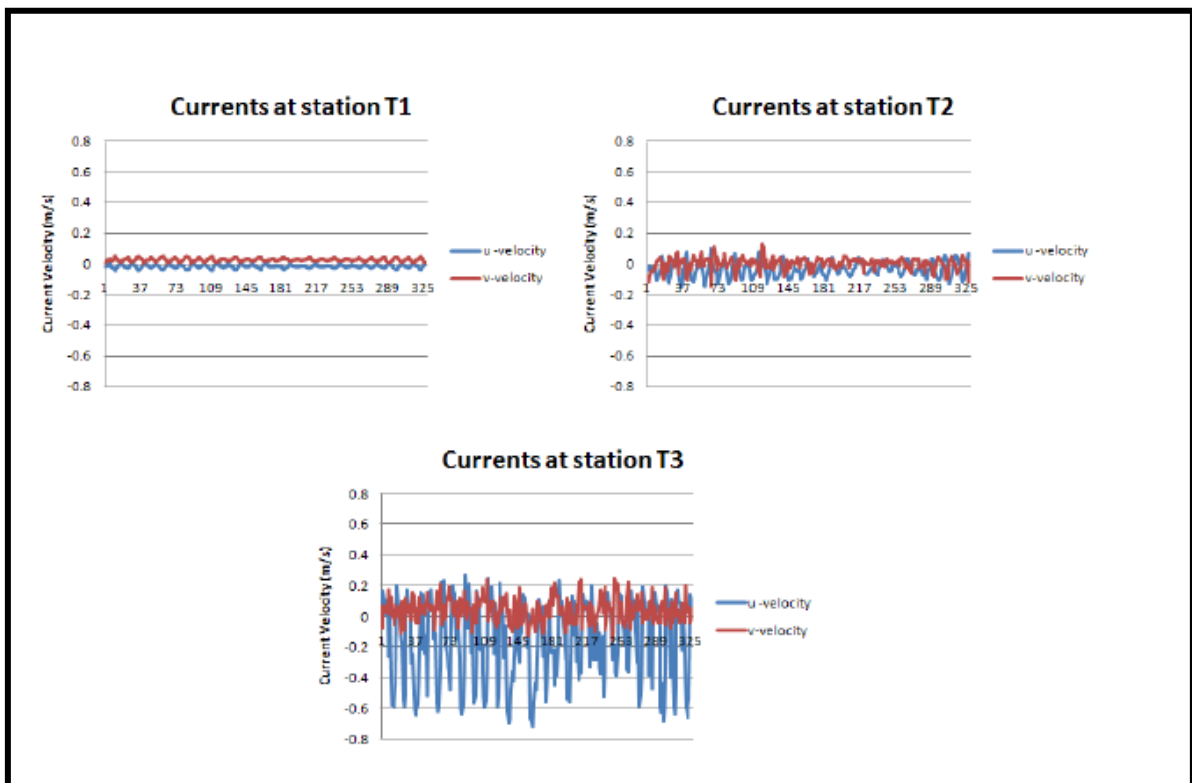 Currents at station T1
0.8
0.6
0.4
0.2
0
-0.2
-0.4
-0.6
-0.8
Current Velocity (m/s)
1 37 73 109 145 181 217 253 289 325
u -velocity
v-velocity
Currents at station T2
0.8
0.6
0.4
0.2
0
-0.2
-0.4
-0.6
-0.8
Current Velocity (m/s)
1 37 73 109 145 181 217 253 289 325
u -velocity
v-velocity
Currents at station T3
0.8
0.6
0.4
0.2
0
-0.2
-0.4
-0.6
-0.8
Current Velocity (m/s)
1 37 73 109 145 181 217 253 289 325
u -velocity
v-velocity